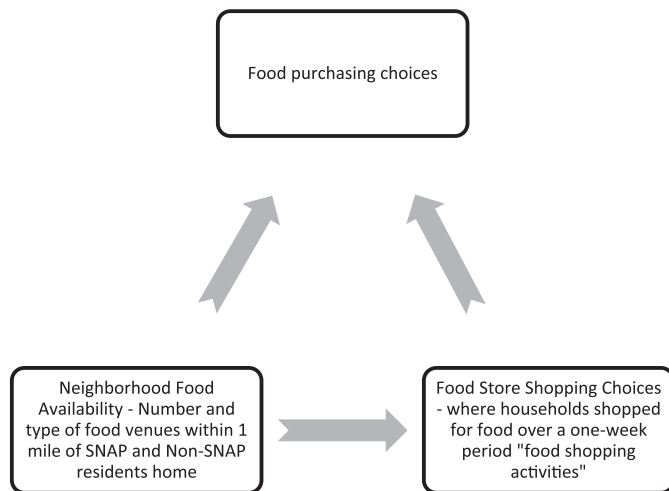 Food purchasing choices
Neighborhood Food
Availability - Number and
type of food venues within 1
mile of SNAP and Non-SNAP
residents home
Food Store Shopping Choices
- where households shopped
for food over a one-week
period "food shopping
activities"